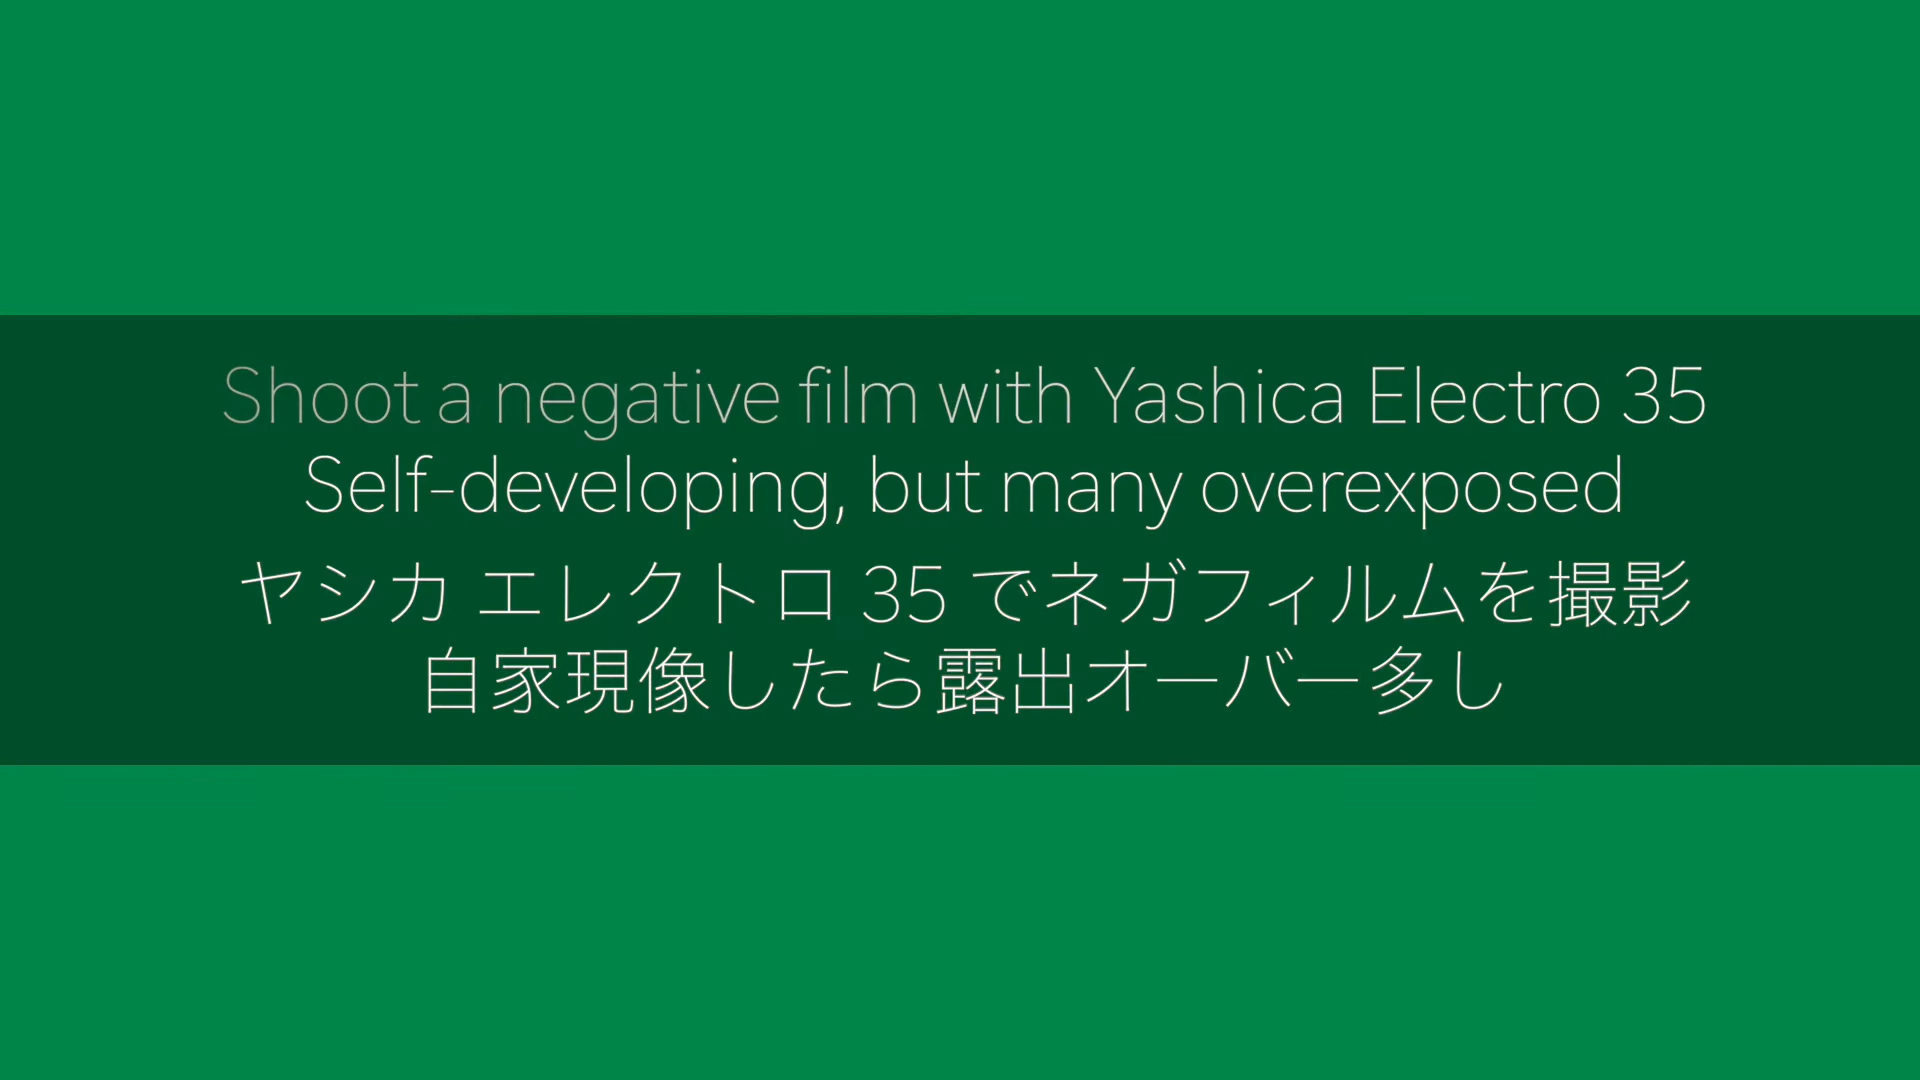 Shoot a negative film with Yashica Electro 35
Self-developing, but many overexposed
ヤシカ エレクトロ 35 でネガフィルムを撮影
自家現像したら露出オーバー多し